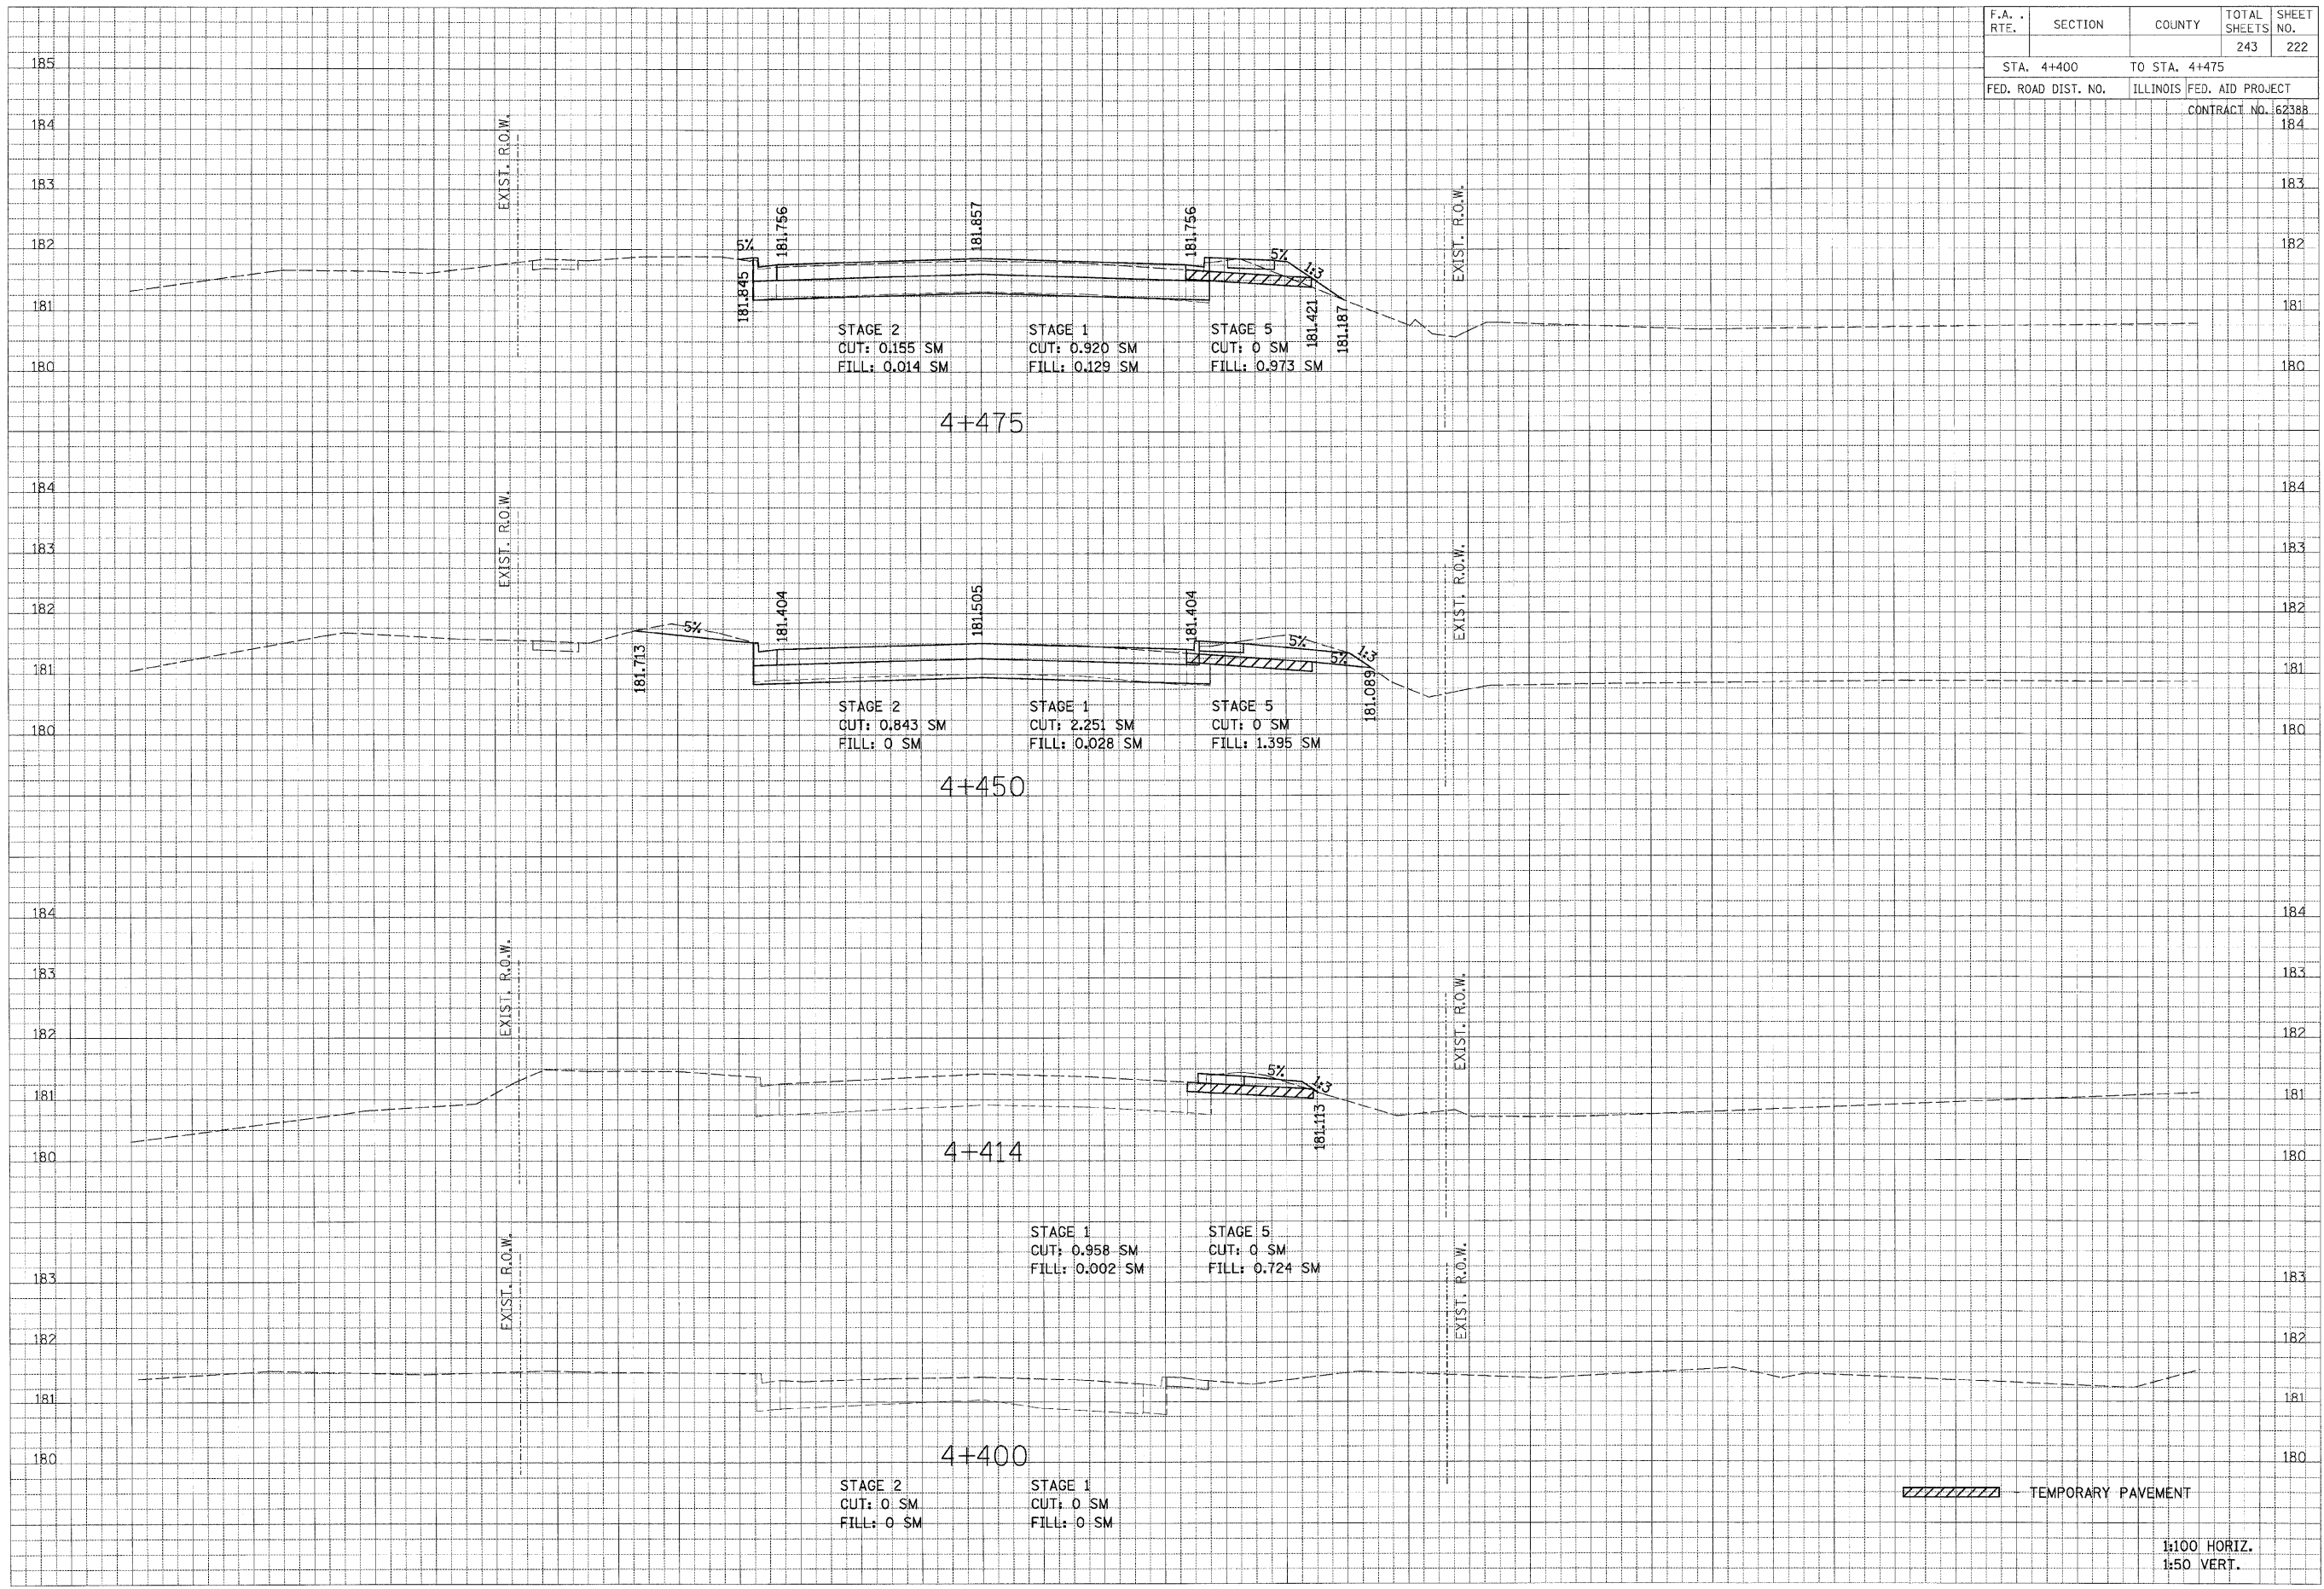 F.A. . RTE. SECTION COUNTY TOTAL SHEETS SHEET NO.
243 222
STA. 4+400 TO STA. 4+475
FED. ROAD DIST. NO. ILLINOIS FED. AID PROJECT
CONTRACT NO. 62388
185
184 184
183 183
182 182
181 181
180 180
EXIST. R.O.W.
EXIST. R.O.W.
5%
181.845
181.756
181.857
181.756
5%
1:3
181.421
181.187
STAGE 2
CUT: 0.155 SM
FILL: 0.014 SM
STAGE 1
CUT: 0.920 SM
FILL: 0.129 SM
STAGE 5
CUT: 0 SM
FILL: 0.973 SM
4+475
184 184
183 183
182 182
181 181
180 180
EXIST. R.O.W.
EXIST. R.O.W.
181.713
5%
181.404
181.505
181.404
5%
5%
1:3
181.089
STAGE 2
CUT: 0.843 SM
FILL: 0 SM
STAGE 1
CUT: 2.251 SM
FILL: 0.028 SM
STAGE 5
CUT: 0 SM
FILL: 1.395 SM
4+450
184 184
183 183
182 182
181 181
180 180
EXIST. R.O.W.
EXIST. R.O.W.
5%
1:3
181.113
4+414
STAGE 1
CUT: 0.958 SM
FILL: 0.002 SM
STAGE 5
CUT: 0 SM
FILL: 0.724 SM
183 183
182 182
181 181
180 180
EXIST. R.O.W.
EXIST. R.O.W.
4+400
STAGE 2
CUT: 0 SM
FILL: 0 SM
STAGE 1
CUT: 0 SM
FILL: 0 SM
- TEMPORARY PAVEMENT
1:100 HORIZ.
1:50 VERT.